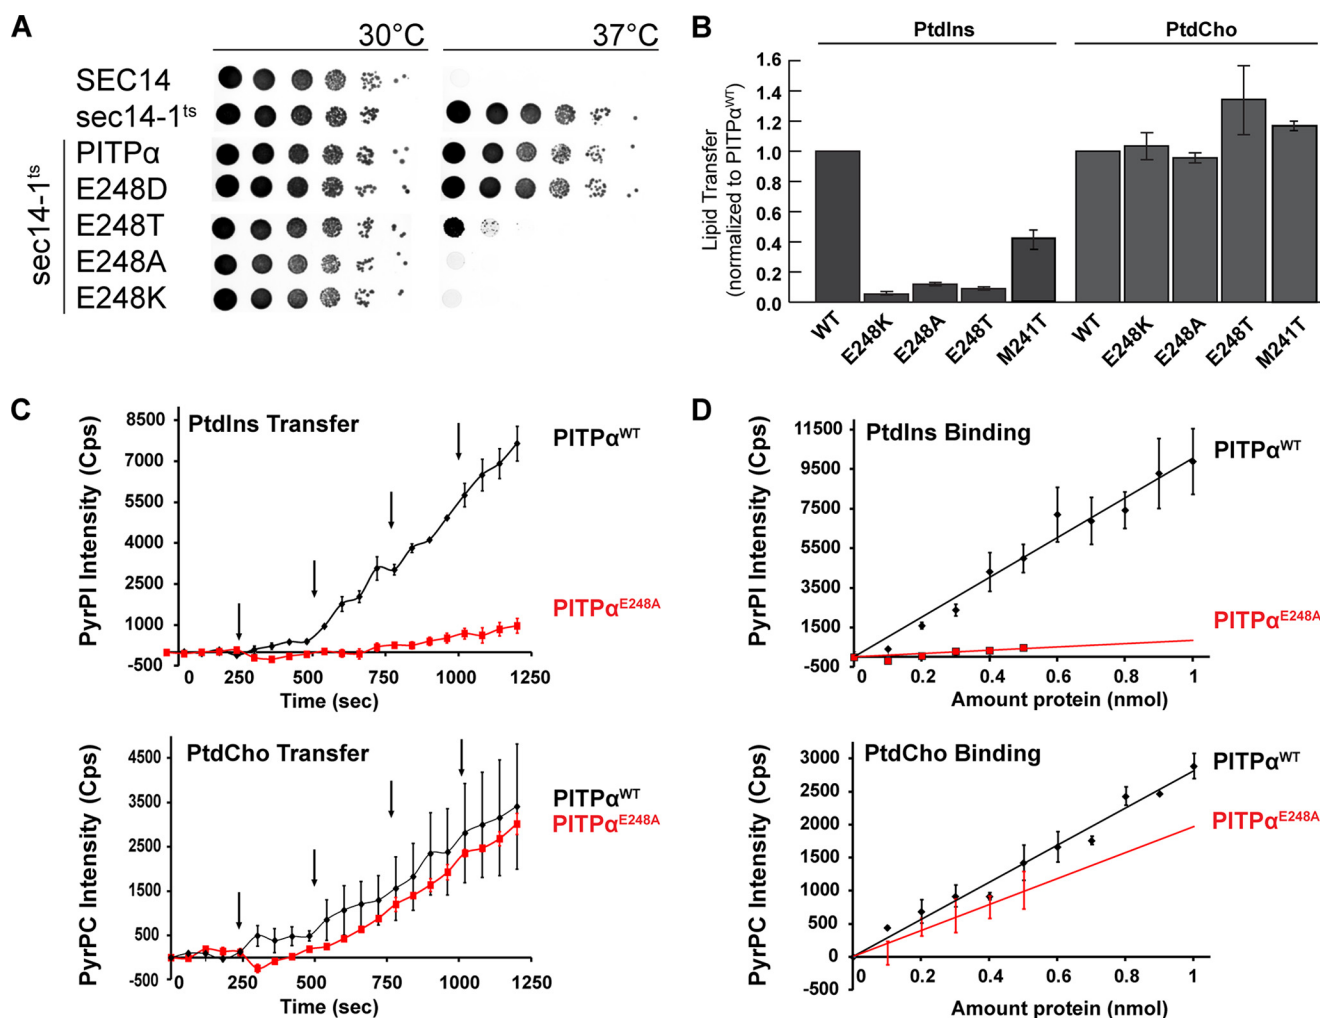 A
30°C 37°C
SEC14
sec14-1ts
PITPα
E248D
E248T
E248A
E248K
sec14-1ts
B
PtdIns PtdCho
Lipid Transfer
(normalized to PITPαWT)
1.6
1.4
1.2
1.0
0.8
0.6
0.4
0.2
0.0
WT E248K E248A E248T M241T WT E248K E248A E248T M241T
C
PtdIns Transfer
PyrPI Intensity (Cps)
8500
7000
5500
4000
2500
1000
-500
0 250 500 750 1000 1250
Time (sec)
PITPαWT
PITPαE248A
PtdCho Transfer
PyrPC Intensity (Cps)
4500
3500
2500
1500
500
-500
0 250 500 750 1000 1250
Time (sec)
PITPαWT
PITPαE248A
D
PtdIns Binding
PyrPI Intensity (Cps)
11500
9500
7500
5500
3500
1500
-500
0 0.2 0.4 0.6 0.8 1
Amount protein (nmol)
PITPαWT
PITPαE248A
PtdCho Binding
PyrPC Intensity (Cps)
3000
2500
2000
1500
1000
500
0
-500
0 0.2 0.4 0.6 0.8 1
Amount protein (nmol)
PITPαWT
PITPαE248A